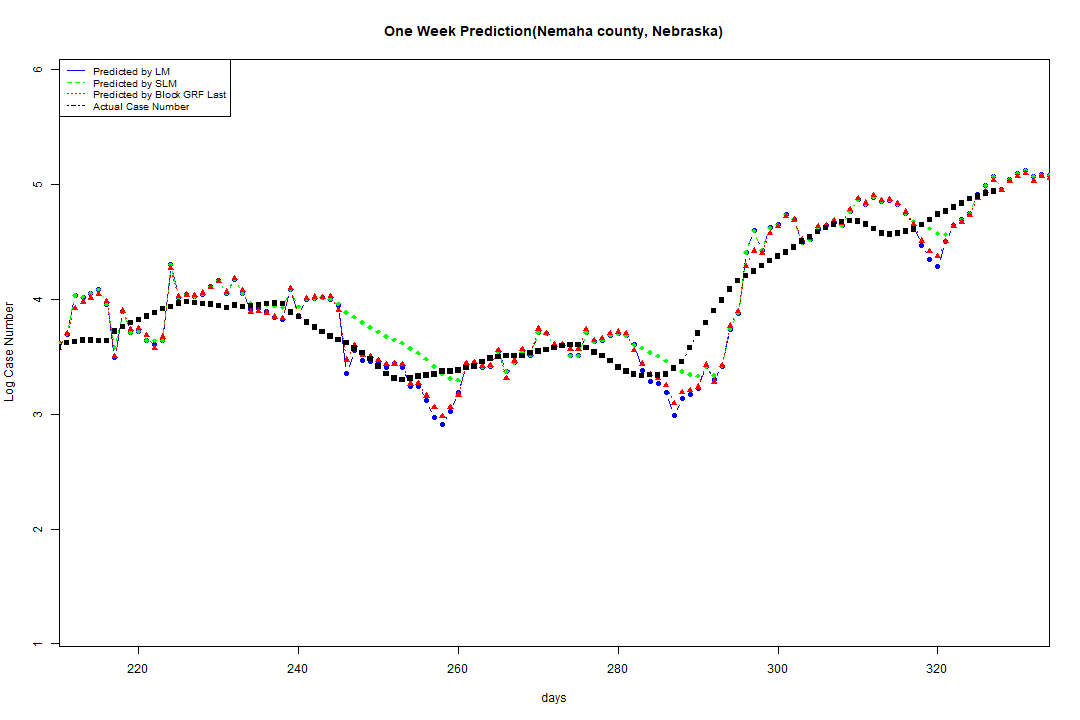 One Week Prediction(Nemaha county, Nebraska)
Predicted by LM
Predicted by SLM
Predicted by Block GRF Last
Actual Case Number
6
5
4
3
2
1
Log Case Number
220 240 260 280 300 320
days